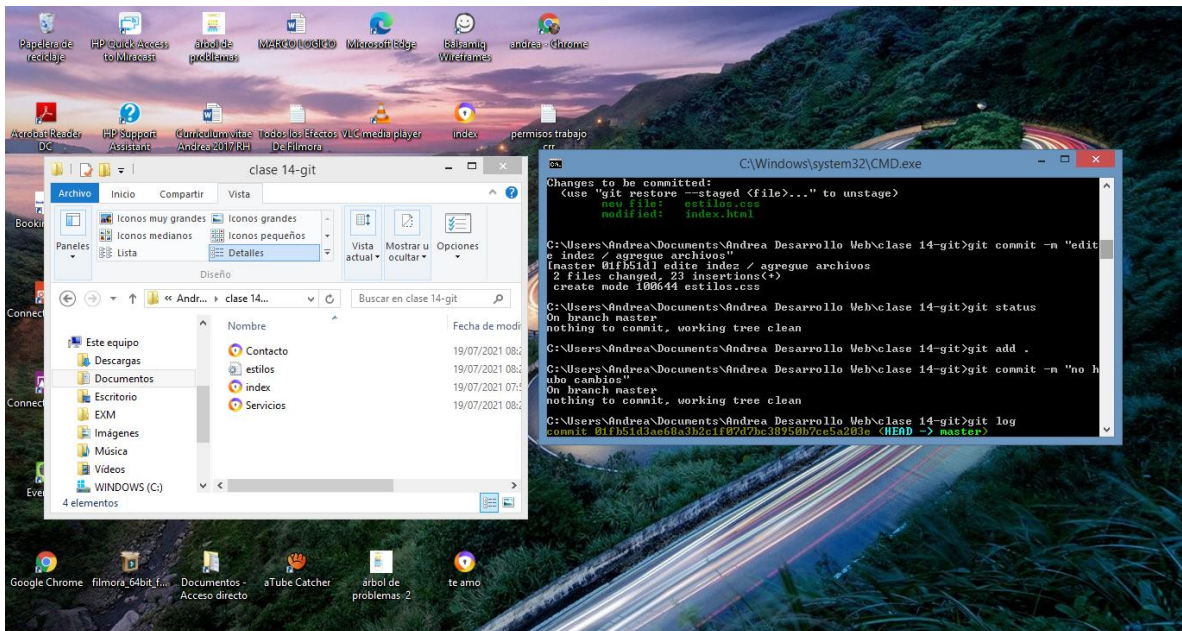 Papelera de reciclaje
HP Quick Access to Miracast
árbol de problemas
MARCO LOGICO
Microsoft Edge
Balsamiq Wireframes
andrea - Chrome
Acrobat Reader DC
HP Support Assistant
Curriculum vitae Andrea 2017 RH
Todos los Efectos De Filmora
VLC media player
index
permisos trabajo
clase 14-git
Archivo Inicio Compartir Vista
Paneles
Iconos muy grandes Iconos grandes
Iconos medianos Iconos pequeños
Lista Detalles
Diseño
Vista actual
Mostrar u ocultar
Opciones
« Andr... clase 14...
Buscar en clase 14-git
Nombre Fecha de modif
Este equipo
Descargas
Documentos
Escritorio
EXM
Imágenes
Música
Vídeos
WINDOWS (C:)
Contacto 19/07/2021 08:2
estilos 19/07/2021 08:2
index 19/07/2021 07:5
Servicios 19/07/2021 08:2
4 elementos
C:\Windows\system32\CMD.exe
Changes to be committed:
(use "git restore --staged <file>..." to unstage)
new file: estilos.css
modified: index.html
C:\Users\Andrea\Documents\Andrea Desarrollo Web\clase 14-git>git commit -m "edit
e indez / agregue archivos"
[master 01fb51d] edite indez / agregue archivos
2 files changed, 23 insertions(+)
create mode 100644 estilos.css
C:\Users\Andrea\Documents\Andrea Desarrollo Web\clase 14-git>git status
On branch master
nothing to commit, working tree clean
C:\Users\Andrea\Documents\Andrea Desarrollo Web\clase 14-git>git add .
C:\Users\Andrea\Documents\Andrea Desarrollo Web\clase 14-git>git commit -m "no h
ubo cambios"
On branch master
nothing to commit, working tree clean
C:\Users\Andrea\Documents\Andrea Desarrollo Web\clase 14-git>git log
commit 01fb51d3ae68a3b2c1f07d7bc38950b7ce5a203e (HEAD -> master)
Google Chrome
filmora_64bit_f...
Documentos - Acceso directo
aTube Catcher
árbol de problemas 2
te amo